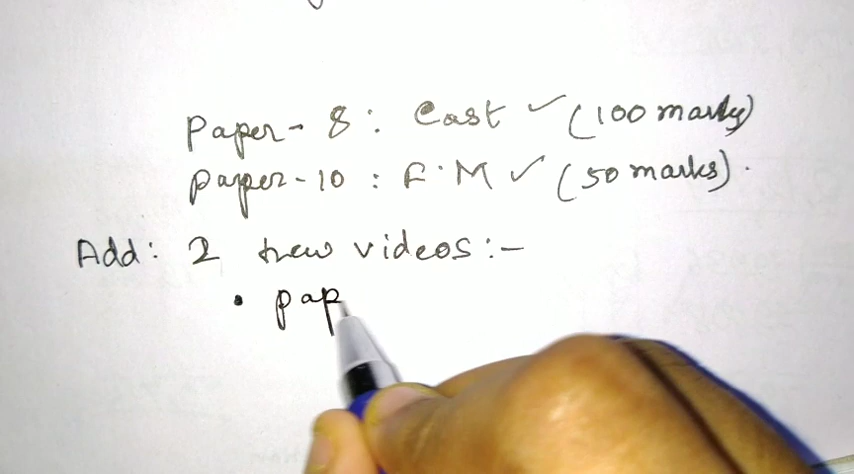 Paper - 8 : Cost ✓ (100 marks)
paper - 10 : F.M ✓ (50 marks).
Add : 2 new videos :-
• pap